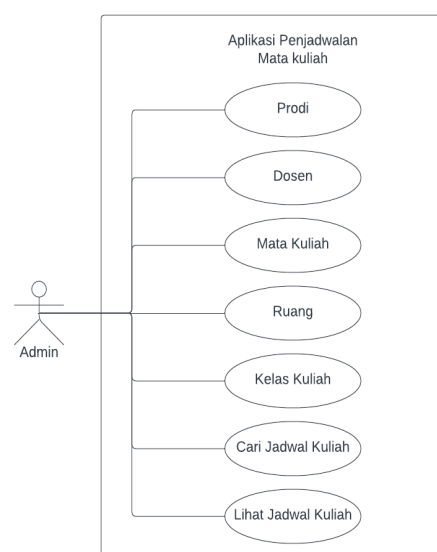 Aplikasi Penjadwalan
Mata kuliah
Prodi
Dosen
Mata Kuliah
Ruang
Admin
Kelas Kuliah
Cari Jadwal Kuliah
Lihat Jadwal Kuliah